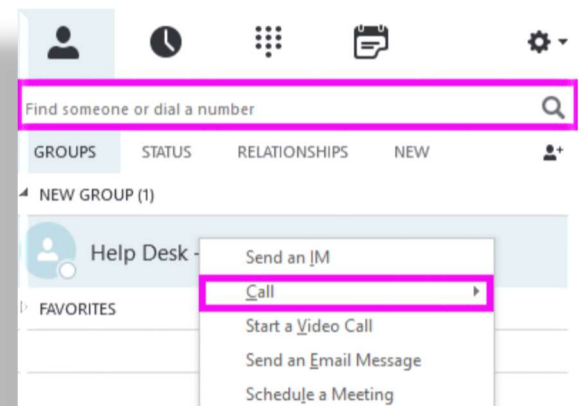 Find someone or dial a number
GROUPS STATUS RELATIONSHIPS NEW
NEW GROUP (1)
Help Desk -
Send an IM
Call
FAVORITES
Start a Video Call
Send an Email Message
Schedule a Meeting